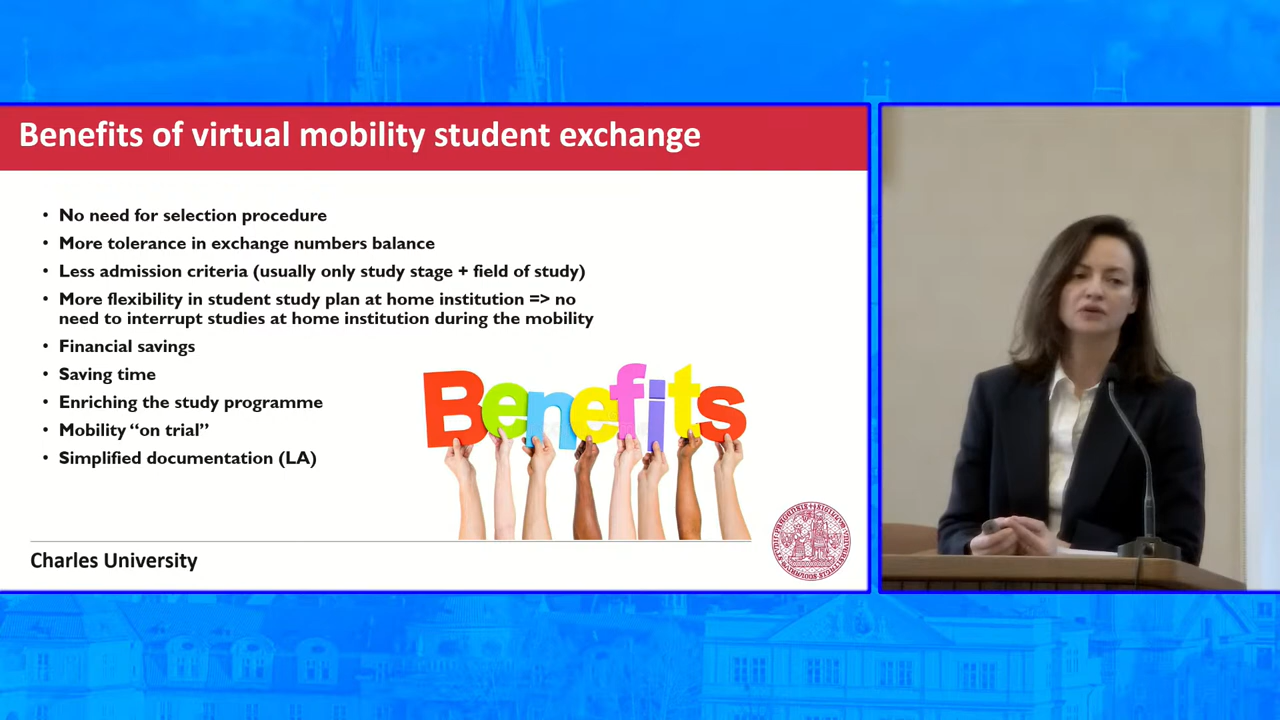 Benefits of virtual mobility student exchange
• No need for selection procedure
• More tolerance in exchange numbers balance
• Less admission criteria (usually only study stage + field of study)
• More flexibility in student study plan at home institution => no
need to interrupt studies at home institution during the mobility
• Financial savings
• Saving time
• Enriching the study programme
• Mobility “on trial”
• Simplified documentation (LA)
Benefits
Charles University